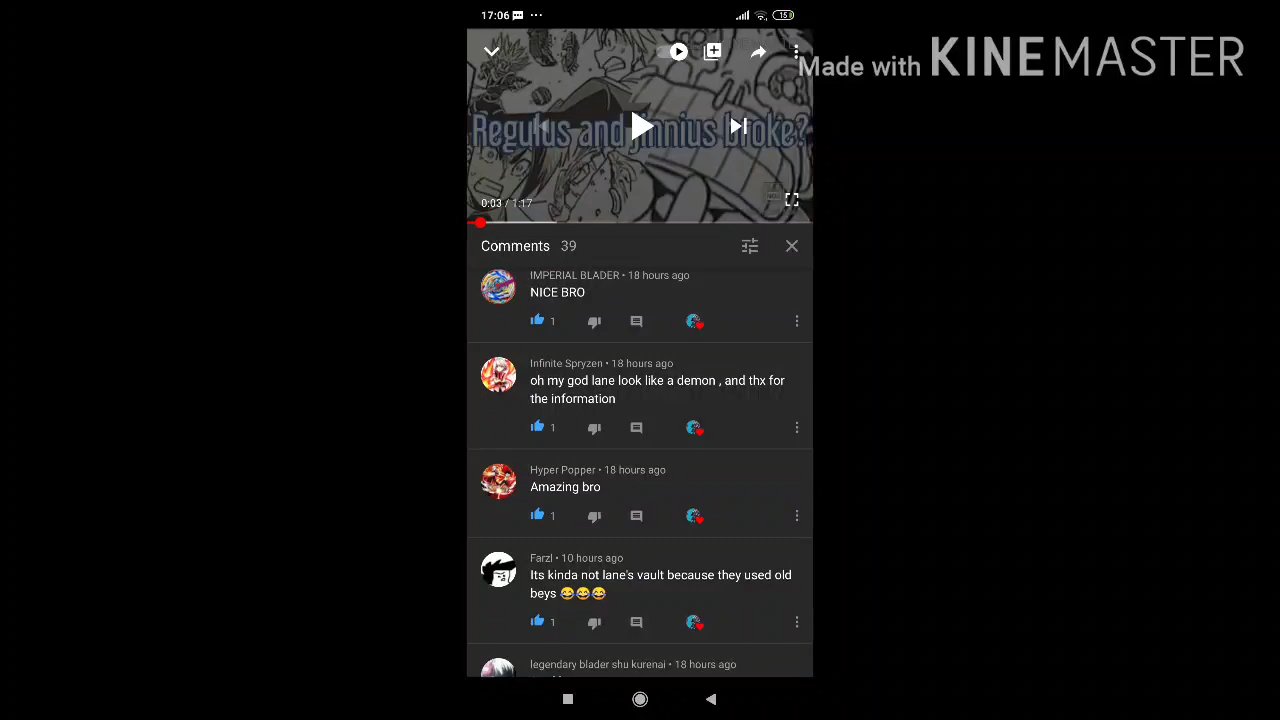 17:06
15
Made with KINEMASTER
Regulus and Jinnius broke?
0:03 / 1:17
Comments 39
IMPERIAL BLADER • 18 hours ago
NICE BRO
1
Infinite Spryzen • 18 hours ago
oh my god lane look like a demon , and thx for
the information
1
Hyper Popper • 18 hours ago
Amazing bro
1
Farzl • 10 hours ago
Its kinda not lane's vault because they used old
beys 😂😂😂
1
legendary blader shu kurenai • 18 hours ago